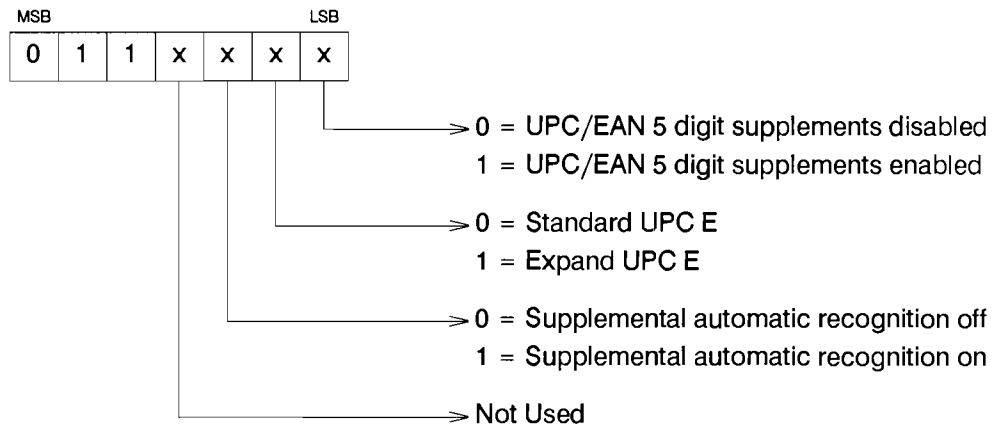 MSB LSB
0 1 1 x x x x
0 = UPC/EAN 5 digit supplements disabled
1 = UPC/EAN 5 digit supplements enabled
0 = Standard UPC E
1 = Expand UPC E
0 = Supplemental automatic recognition off
1 = Supplemental automatic recognition on
Not Used